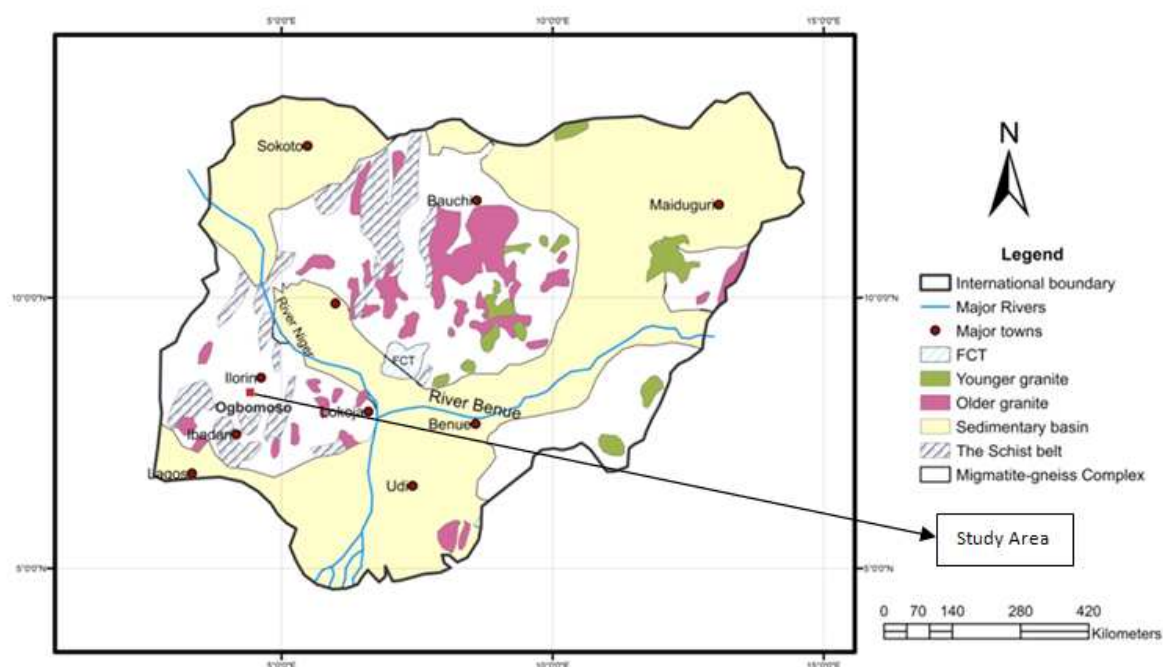 5°0'0"E
10°0'0"E
15°0'0"E
Sokoto
Bauchi
Maiduguri
10°0'0"N
10°0'0"N
River Niger
FCT
Ilorin
Ogbomoso
Lokoja
River Benue
Benue
Ibadan
Lagos
Udi
5°0'0"N
5°0'0"N
5°0'0"E
10°0'0"E
15°0'0"E
N
Legend
International boundary
Major Rivers
Major towns
FCT
Younger granite
Older granite
Sedimentary basin
The Schist belt
Migmatite-gneiss Complex
Study Area
0 70 140 280 420
Kilometers